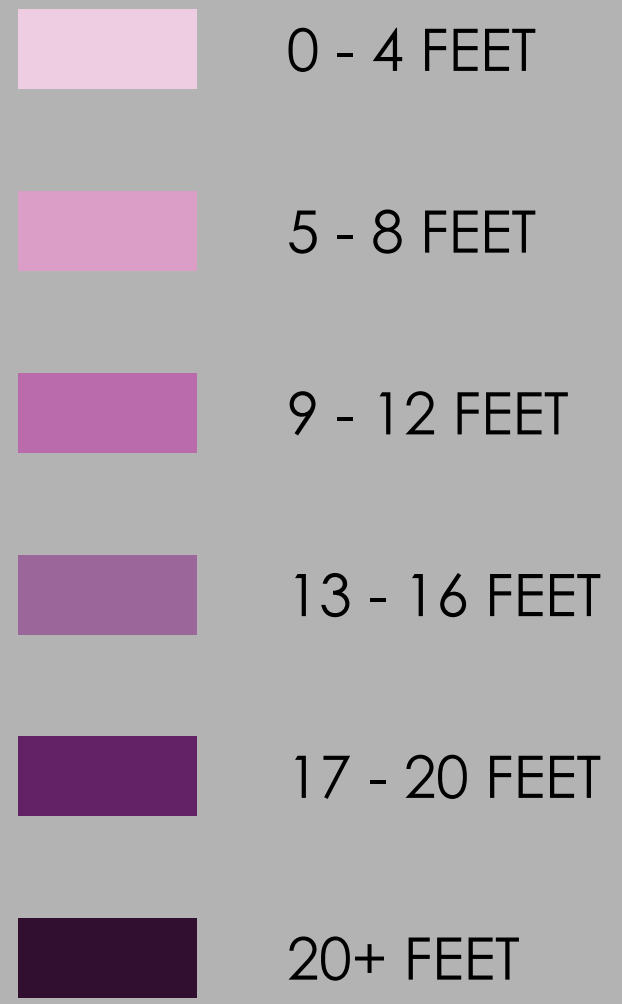 0 - 4 FEET
5 - 8 FEET
9 - 12 FEET
13 - 16 FEET
17 - 20 FEET
20+ FEET